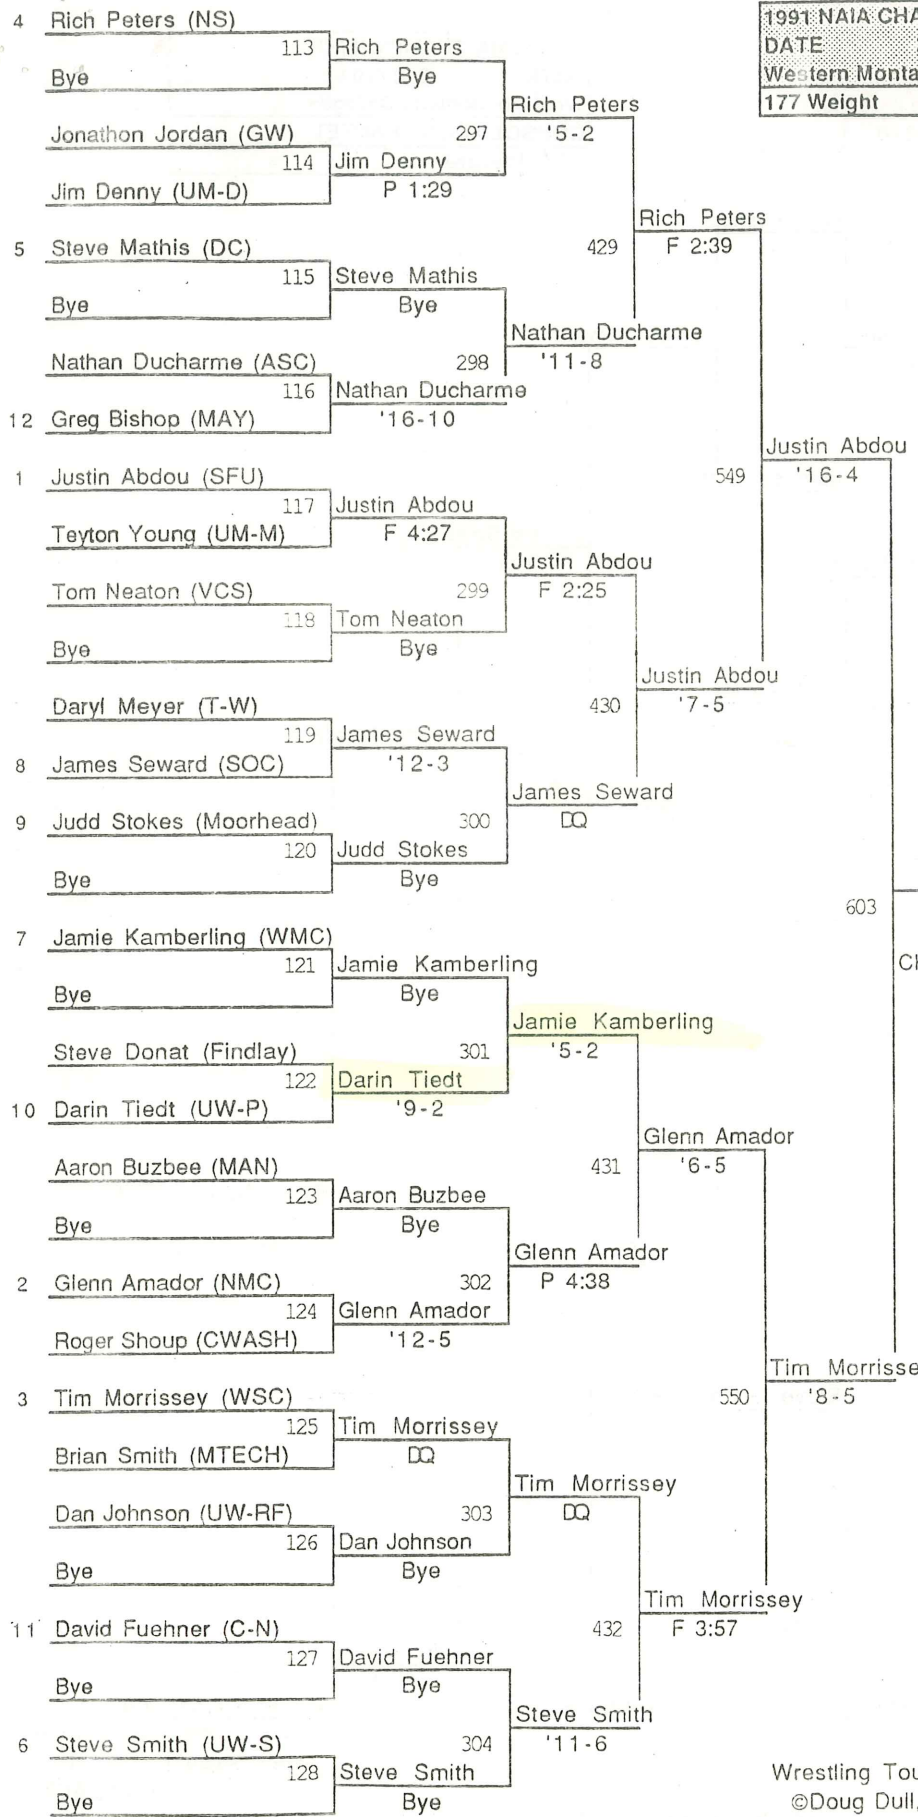 1991 NAIA CHA
DATE
Western Monta
177 Weight
4 Rich Peters (NS)
113 Rich Peters
Bye Bye
Rich Peters
Jonathon Jordan (GW) 297 '5-2
114 Jim Denny
Jim Denny (UM-D) P 1:29
Rich Peters
5 Steve Mathis (DC) 429 F 2:39
115 Steve Mathis
Bye Bye
Nathan Ducharme
Nathan Ducharme (ASC) 298 '11-8
116 Nathan Ducharme
12 Greg Bishop (MAY) '16-10
Justin Abdou
1 Justin Abdou (SFU) 549 '16-4
117 Justin Abdou
Teyton Young (UM-M) F 4:27
Justin Abdou
Tom Neaton (VCS) 299 F 2:25
118 Tom Neaton
Bye Bye
Justin Abdou
Daryl Meyer (T-W) 430 '7-5
119 James Seward
8 James Seward (SOC) '12-3
James Seward
9 Judd Stokes (Moorhead) 300 DQ
120 Judd Stokes
Bye Bye
603
7 Jamie Kamberling (WMC)
121 Jamie Kamberling
Bye Bye
Jamie Kamberling
Steve Donat (Findlay) 301 '5-2
122 Darin Tiedt
10 Darin Tiedt (UW-P) '9-2
Glenn Amador
Aaron Buzbee (MAN) 431 '6-5
123 Aaron Buzbee
Bye Bye
Glenn Amador
2 Glenn Amador (NMC) 302 P 4:38
124 Glenn Amador
Roger Shoup (CWASH) '12-5
Tim Morrisse
3 Tim Morrissey (WSC) 550 '8-5
125 Tim Morrissey
Brian Smith (MTECH) DQ
Tim Morrissey
Dan Johnson (UW-RF) 303 DQ
126 Dan Johnson
Bye Bye
Tim Morrissey
11 David Fuehner (C-N) 432 F 3:57
127 David Fuehner
Bye Bye
Steve Smith
6 Steve Smith (UW-S) 304 '11-6
128 Steve Smith
Bye Bye
Wrestling Tou
©Doug Dull,